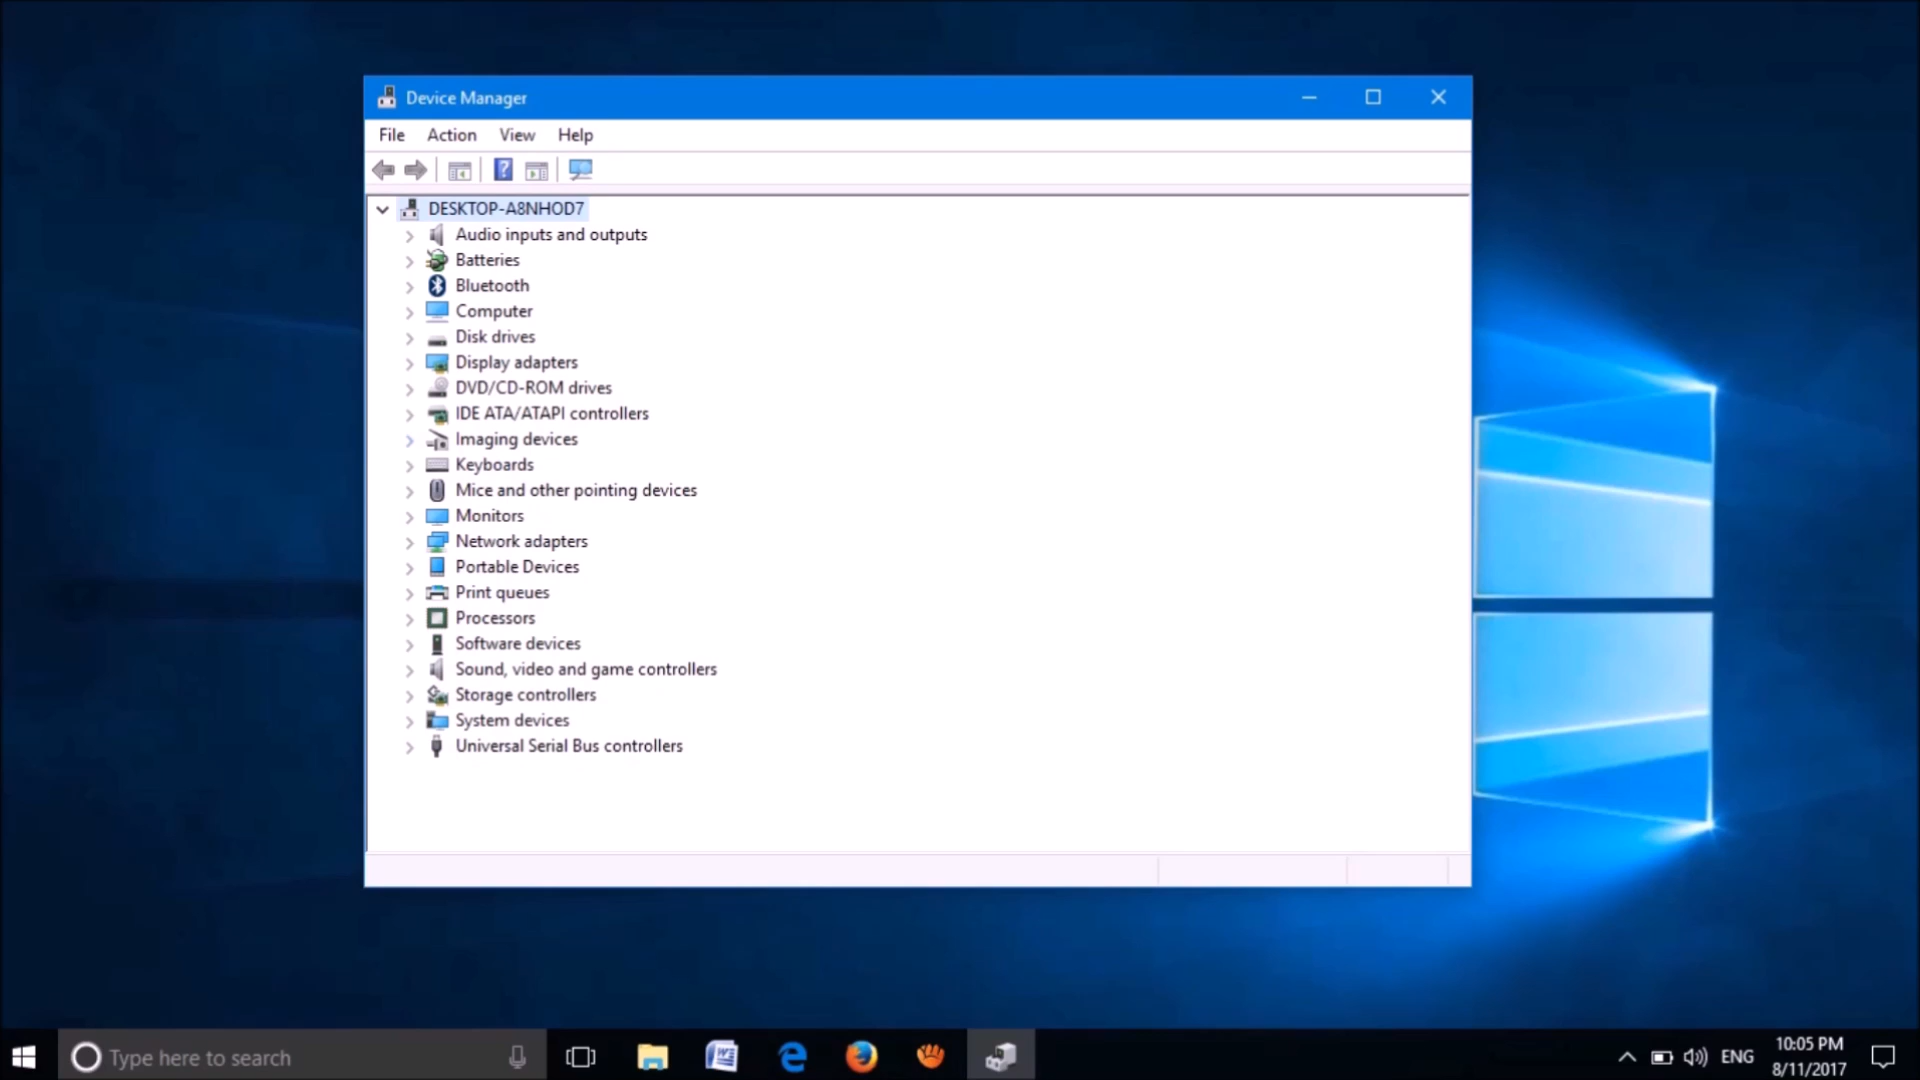 Device Manager
File Action View Help
DESKTOP-A8NHOD7
Audio inputs and outputs
Batteries
Bluetooth
Computer
Disk drives
Display adapters
DVD/CD-ROM drives
IDE ATA/ATAPI controllers
Imaging devices
Keyboards
Mice and other pointing devices
Monitors
Network adapters
Portable Devices
Print queues
Processors
Software devices
Sound, video and game controllers
Storage controllers
System devices
Universal Serial Bus controllers
Type here to search
ENG
10:05 PM
8/11/2017